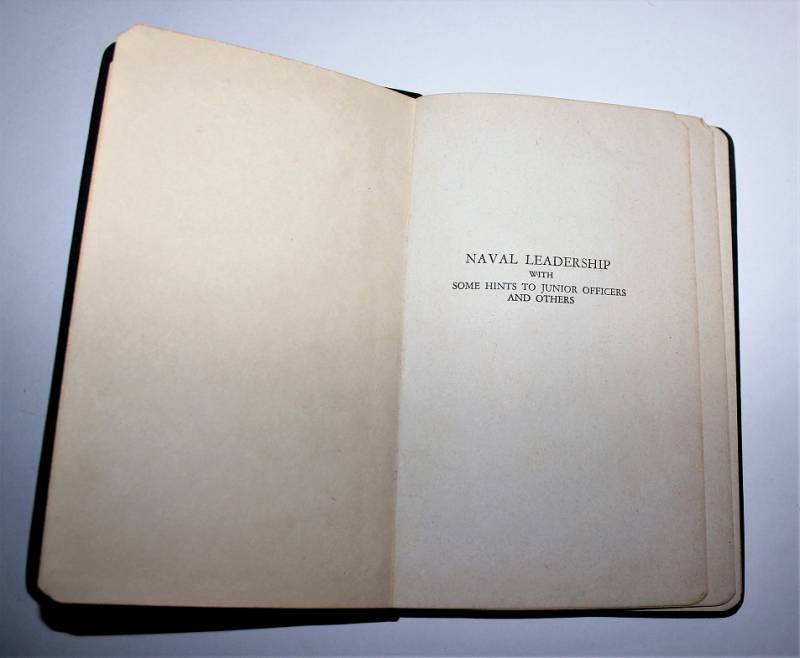 NAVAL LEADERSHIP
WITH
SOME HINTS TO JUNIOR OFFICERS
AND OTHERS